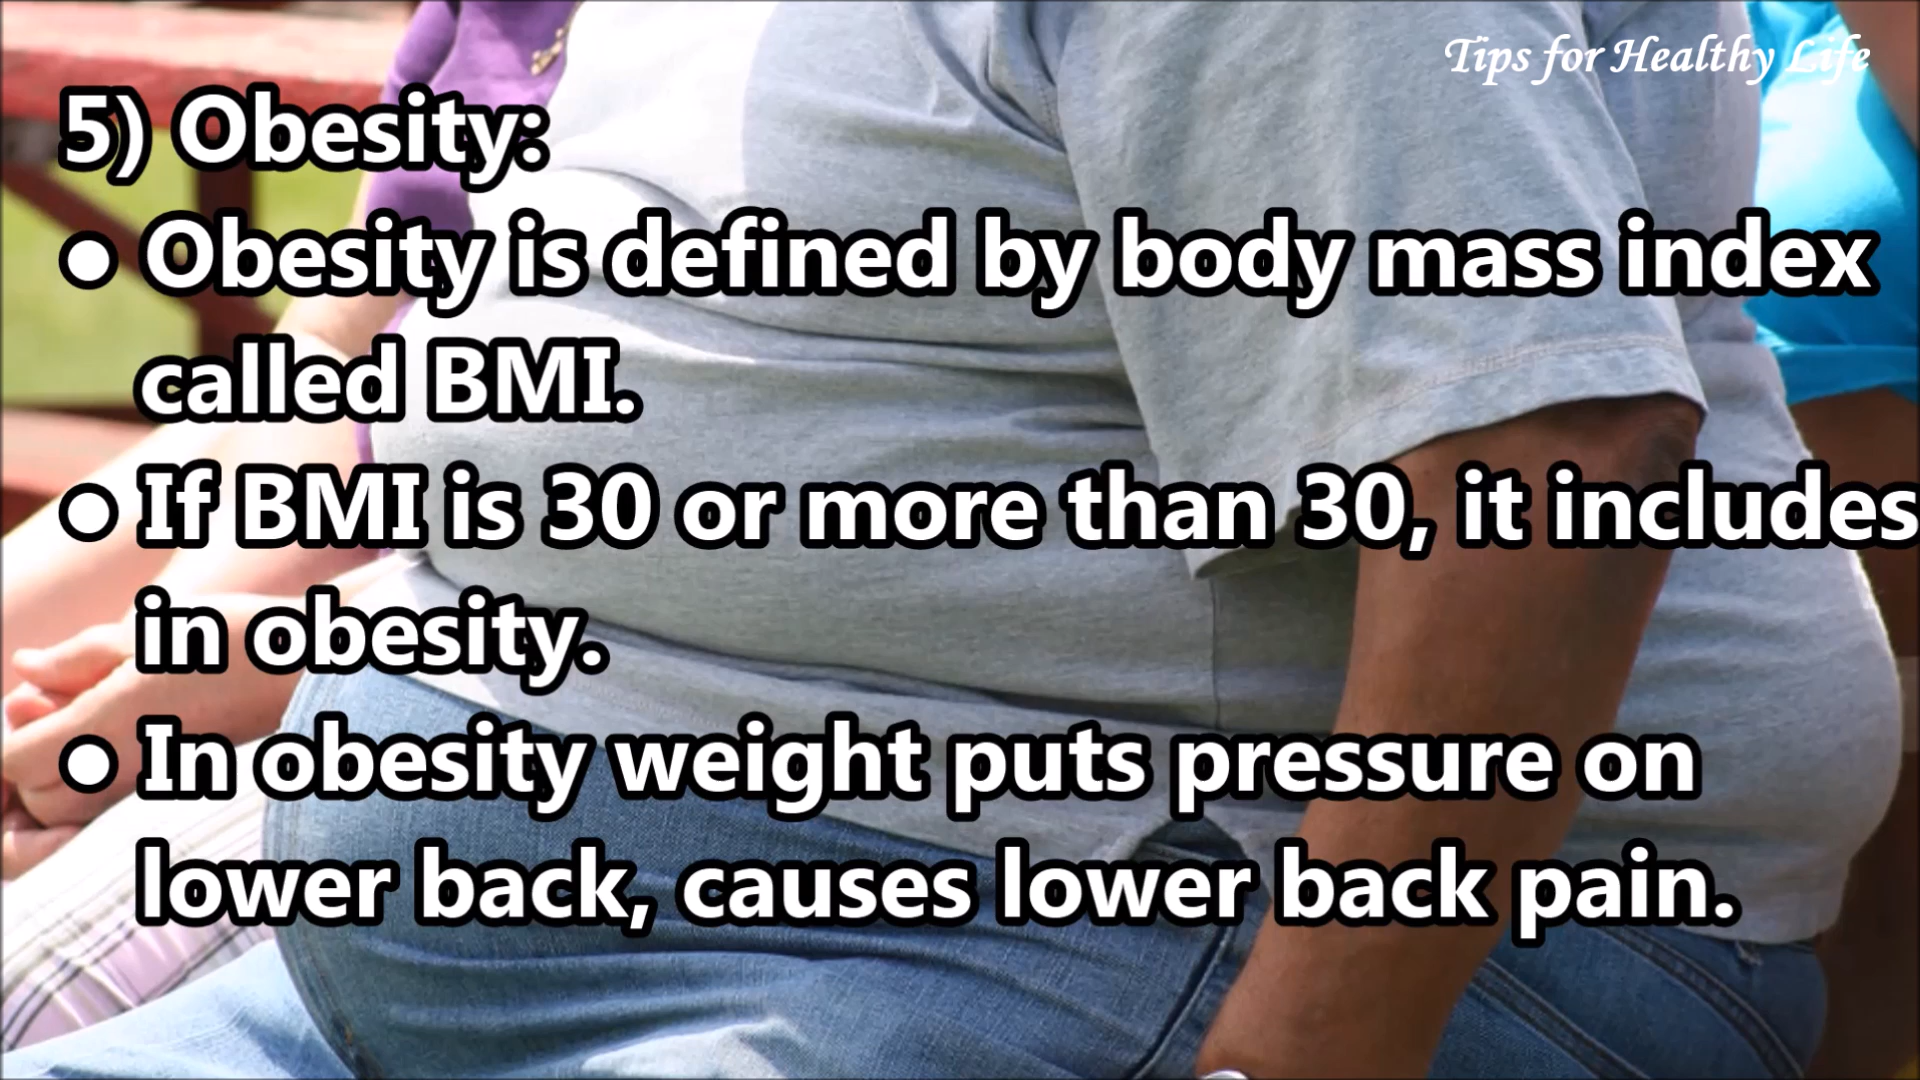 Tips for Healthy Life
5) Obesity:
● Obesity is defined by body mass index
called BMI.
● If BMI is 30 or more than 30, it includes
in obesity.
● In obesity weight puts pressure on
lower back, causes lower back pain.